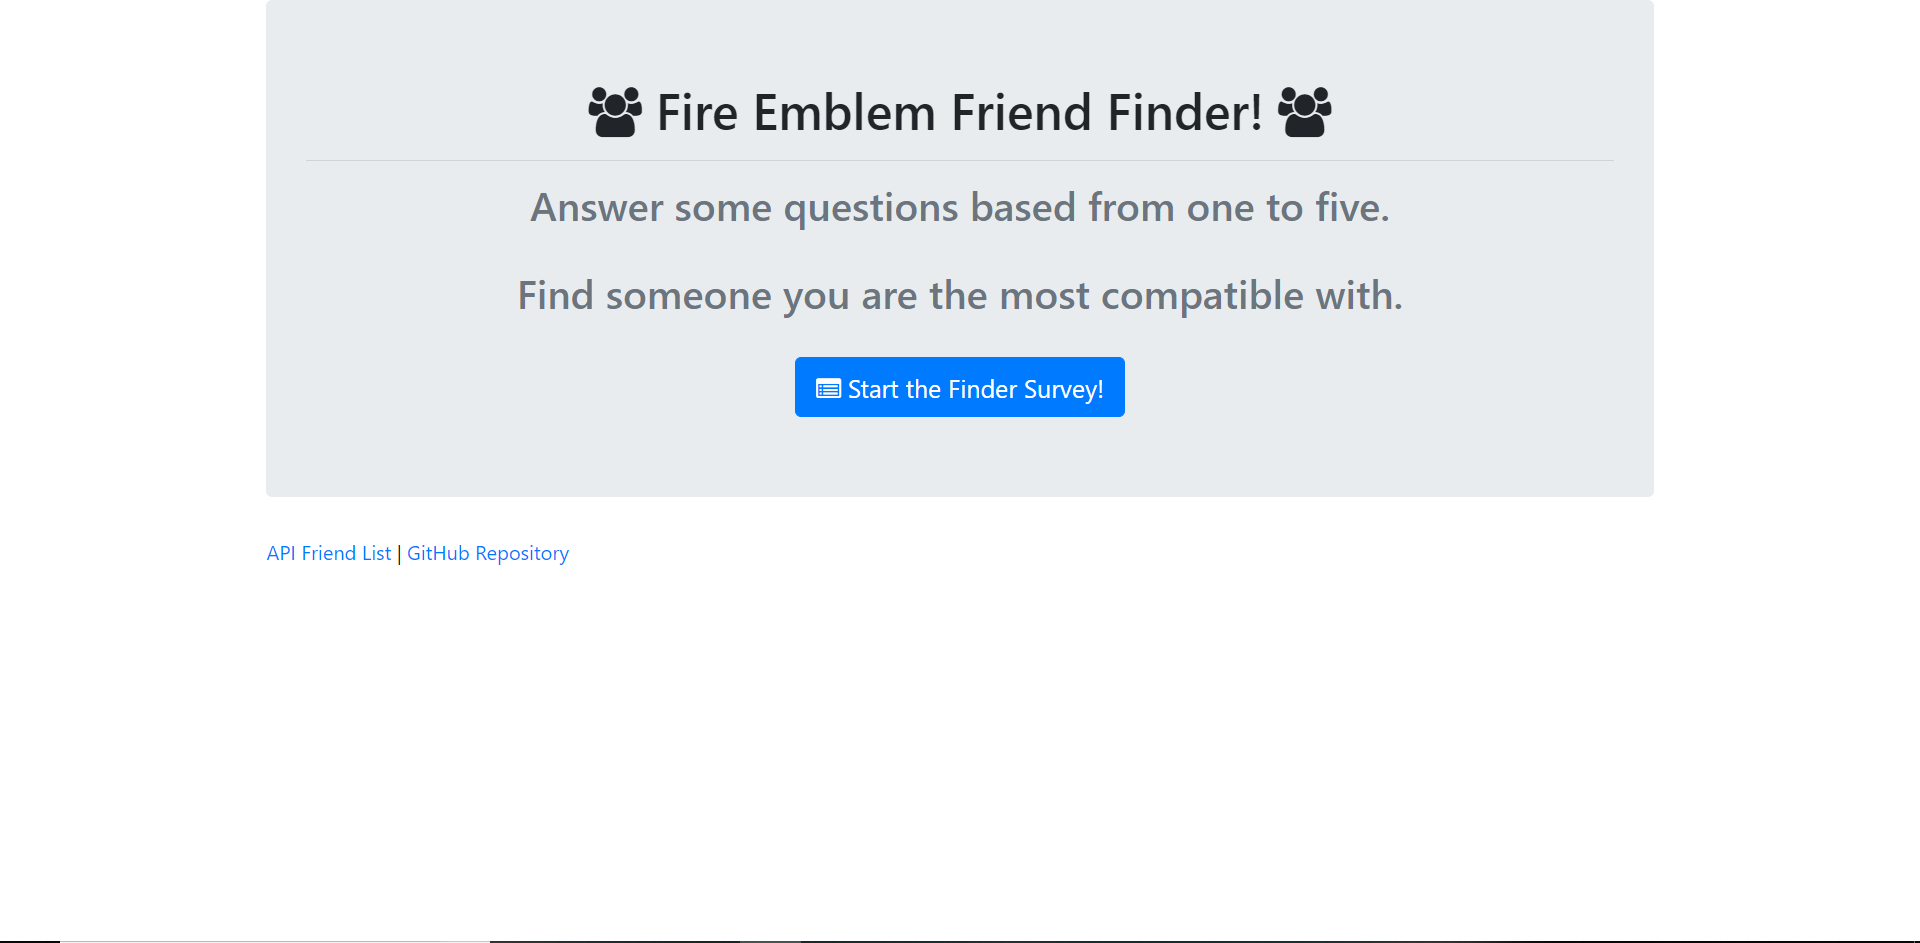 Fire Emblem Friend Finder!
Answer some questions based from one to five.
Find someone you are the most compatible with.
Start the Finder Survey!
API Friend List | GitHub Repository